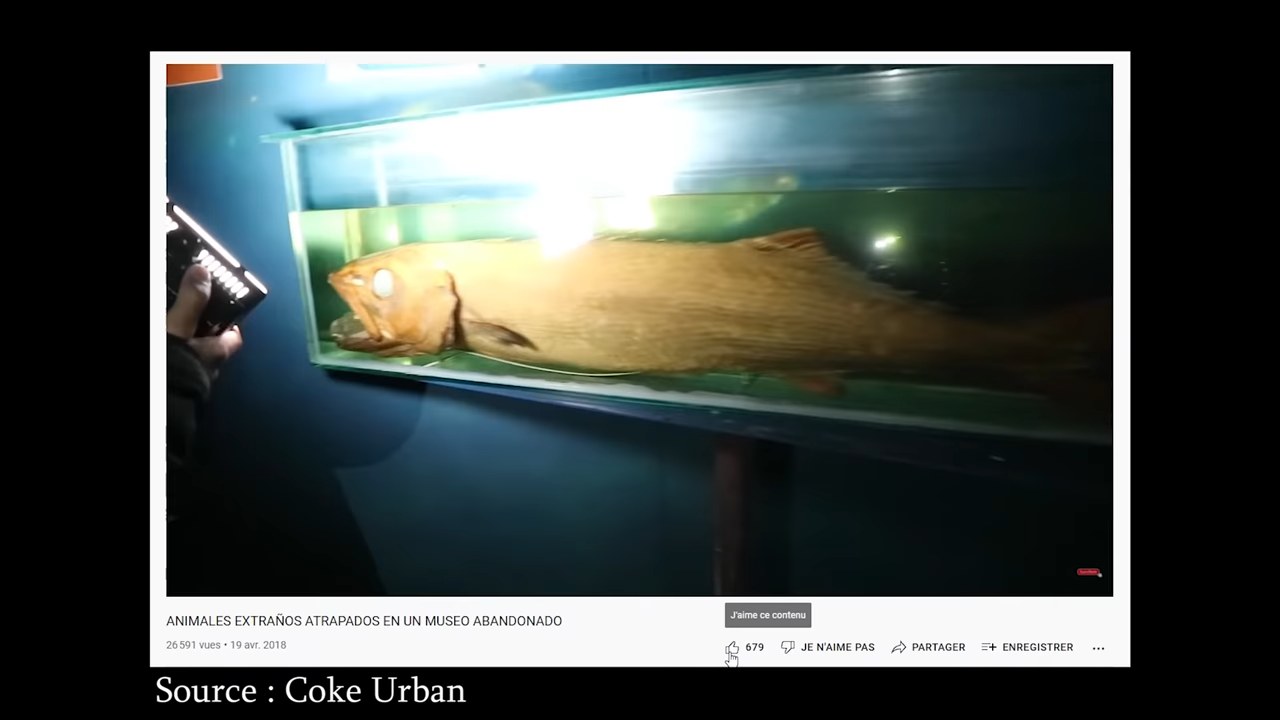 ANIMALES EXTRAÑOS ATRAPADOS EN UN MUSEO ABANDONADO
J'aime ce contenu
26 591 vues • 19 avr. 2018
679 JE N'AIME PAS PARTAGER ENREGISTRER
Source : Coke Urban